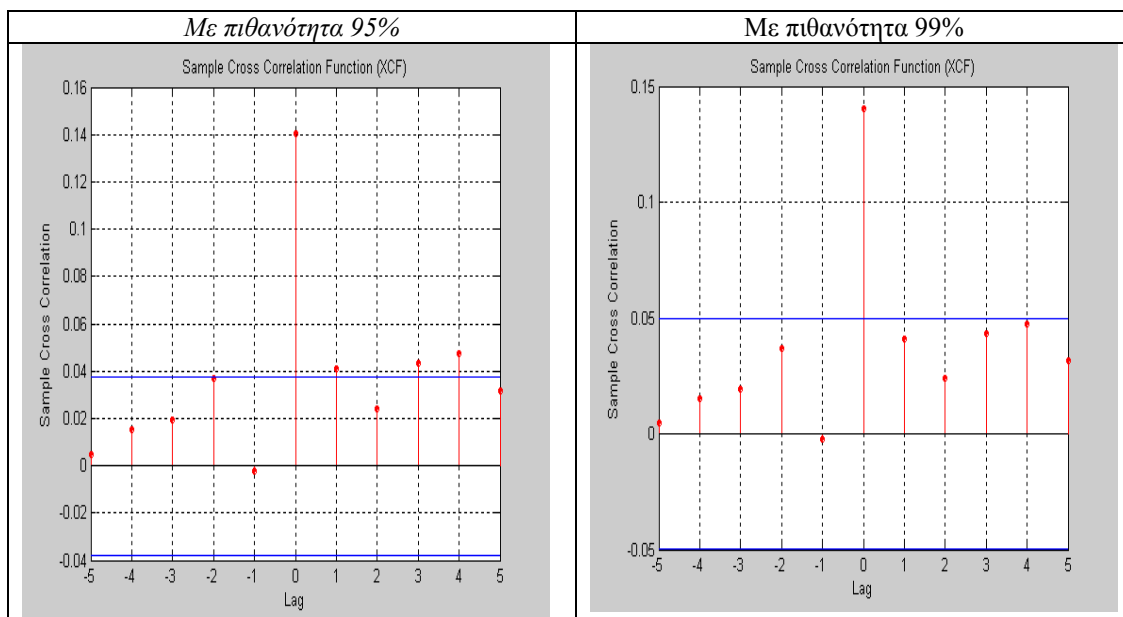 Με πιθανότητα 95%
Με πιθανότητα 99%
Sample Cross Correlation Function (XCF)
0.16
0.14
0.12
0.1
0.08
0.06
0.04
0.02
0
-0.02
-0.04
Sample Cross Correlation
-5 -4 -3 -2 -1 0 1 2 3 4 5
Lag
Sample Cross Correlation Function (XCF)
0.15
0.1
0.05
0
-0.05
Sample Cross Correlation
-5 -4 -3 -2 -1 0 1 2 3 4 5
Lag